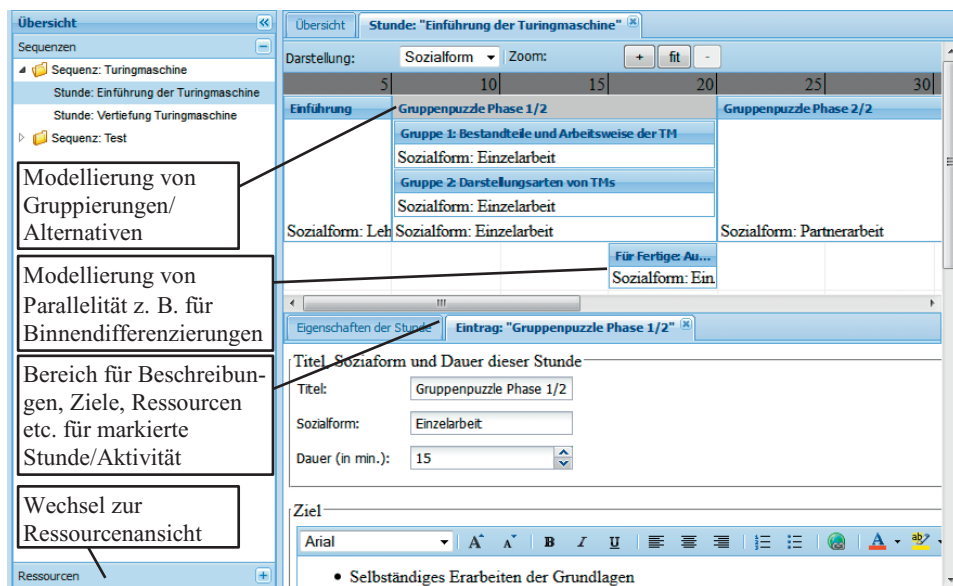 Übersicht
Sequenzen
Sequenz: Turingmaschine
Stunde: Einführung der Turingmaschine
Stunde: Vertiefung Turingmaschine
Sequenz: Test
Modellierung von
Gruppierungen/
Alternativen
Modellierung von
Parallelität z. B. für
Binnendifferenzierungen
Bereich für Beschreibun-
gen, Ziele, Ressourcen
etc. für markierte
Stunde/Aktivität
Wechsel zur
Ressourcenansicht
Ressourcen
Übersicht Stunde: "Einführung der Turingmaschine"
Darstellung: Sozialform Zoom: + fit -
5 10 15 20 25 30
Einführung Gruppenpuzzle Phase 1/2 Gruppenpuzzle Phase 2/2
Gruppe 1: Bestandteile und Arbeitsweise der TM
Sozialform: Einzelarbeit
Gruppe 2: Darstellungsarten von TMs
Sozialform: Einzelarbeit
Sozialform: Leh Sozialform: Einzelarbeit Sozialform: Partnerarbeit
Für Fertige: Au...
Sozialform: Ein
Eigenschaften der Stunde Eintrag: "Gruppenpuzzle Phase 1/2"
Titel, Soziaform und Dauer dieser Stunde
Titel: Gruppenpuzzle Phase 1/2
Sozialform: Einzelarbeit
Dauer (in min.): 15
Ziel
Arial A A B I U A ab
• Selbständiges Erarbeiten der Grundlagen